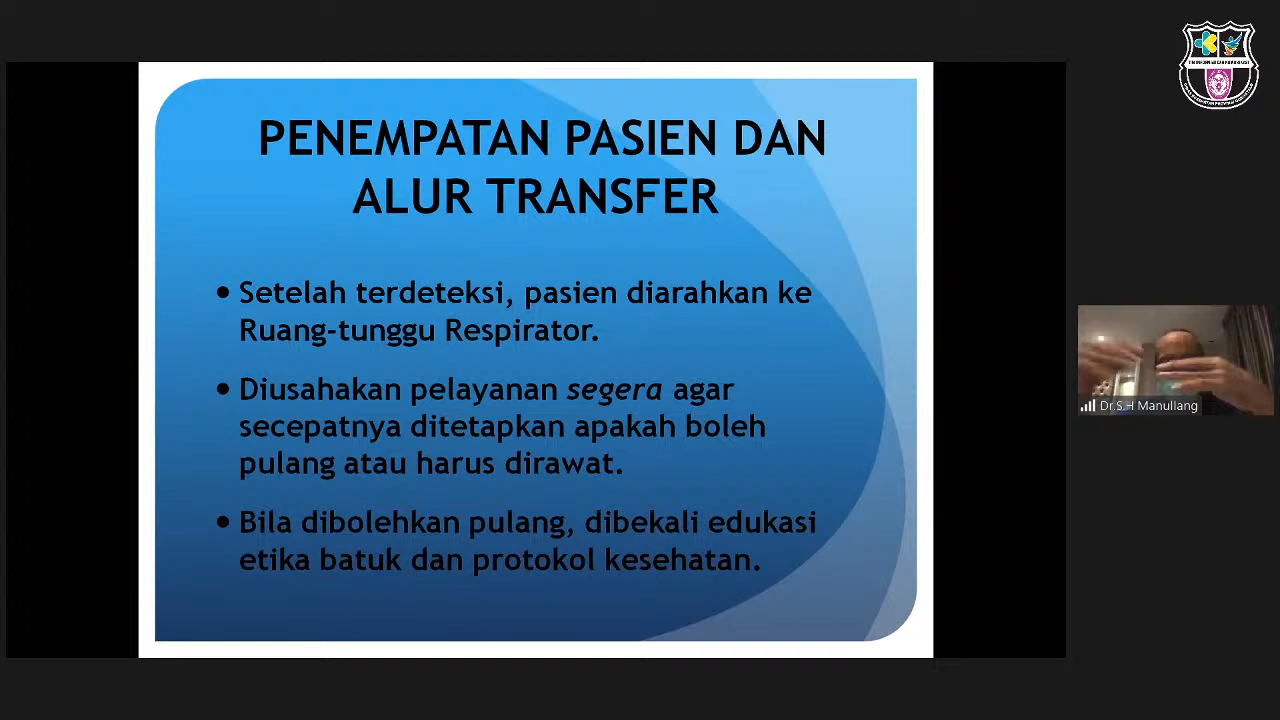 PENEMPATAN PASIEN DAN
ALUR TRANSFER
• Setelah terdeteksi, pasien diarahkan ke
Ruang-tunggu Respirator.
• Diusahakan pelayanan segera agar
secepatnya ditetapkan apakah boleh
pulang atau harus dirawat.
• Bila dibolehkan pulang, dibekali edukasi
etika batuk dan protokol kesehatan.
Dr.S.H Manullang